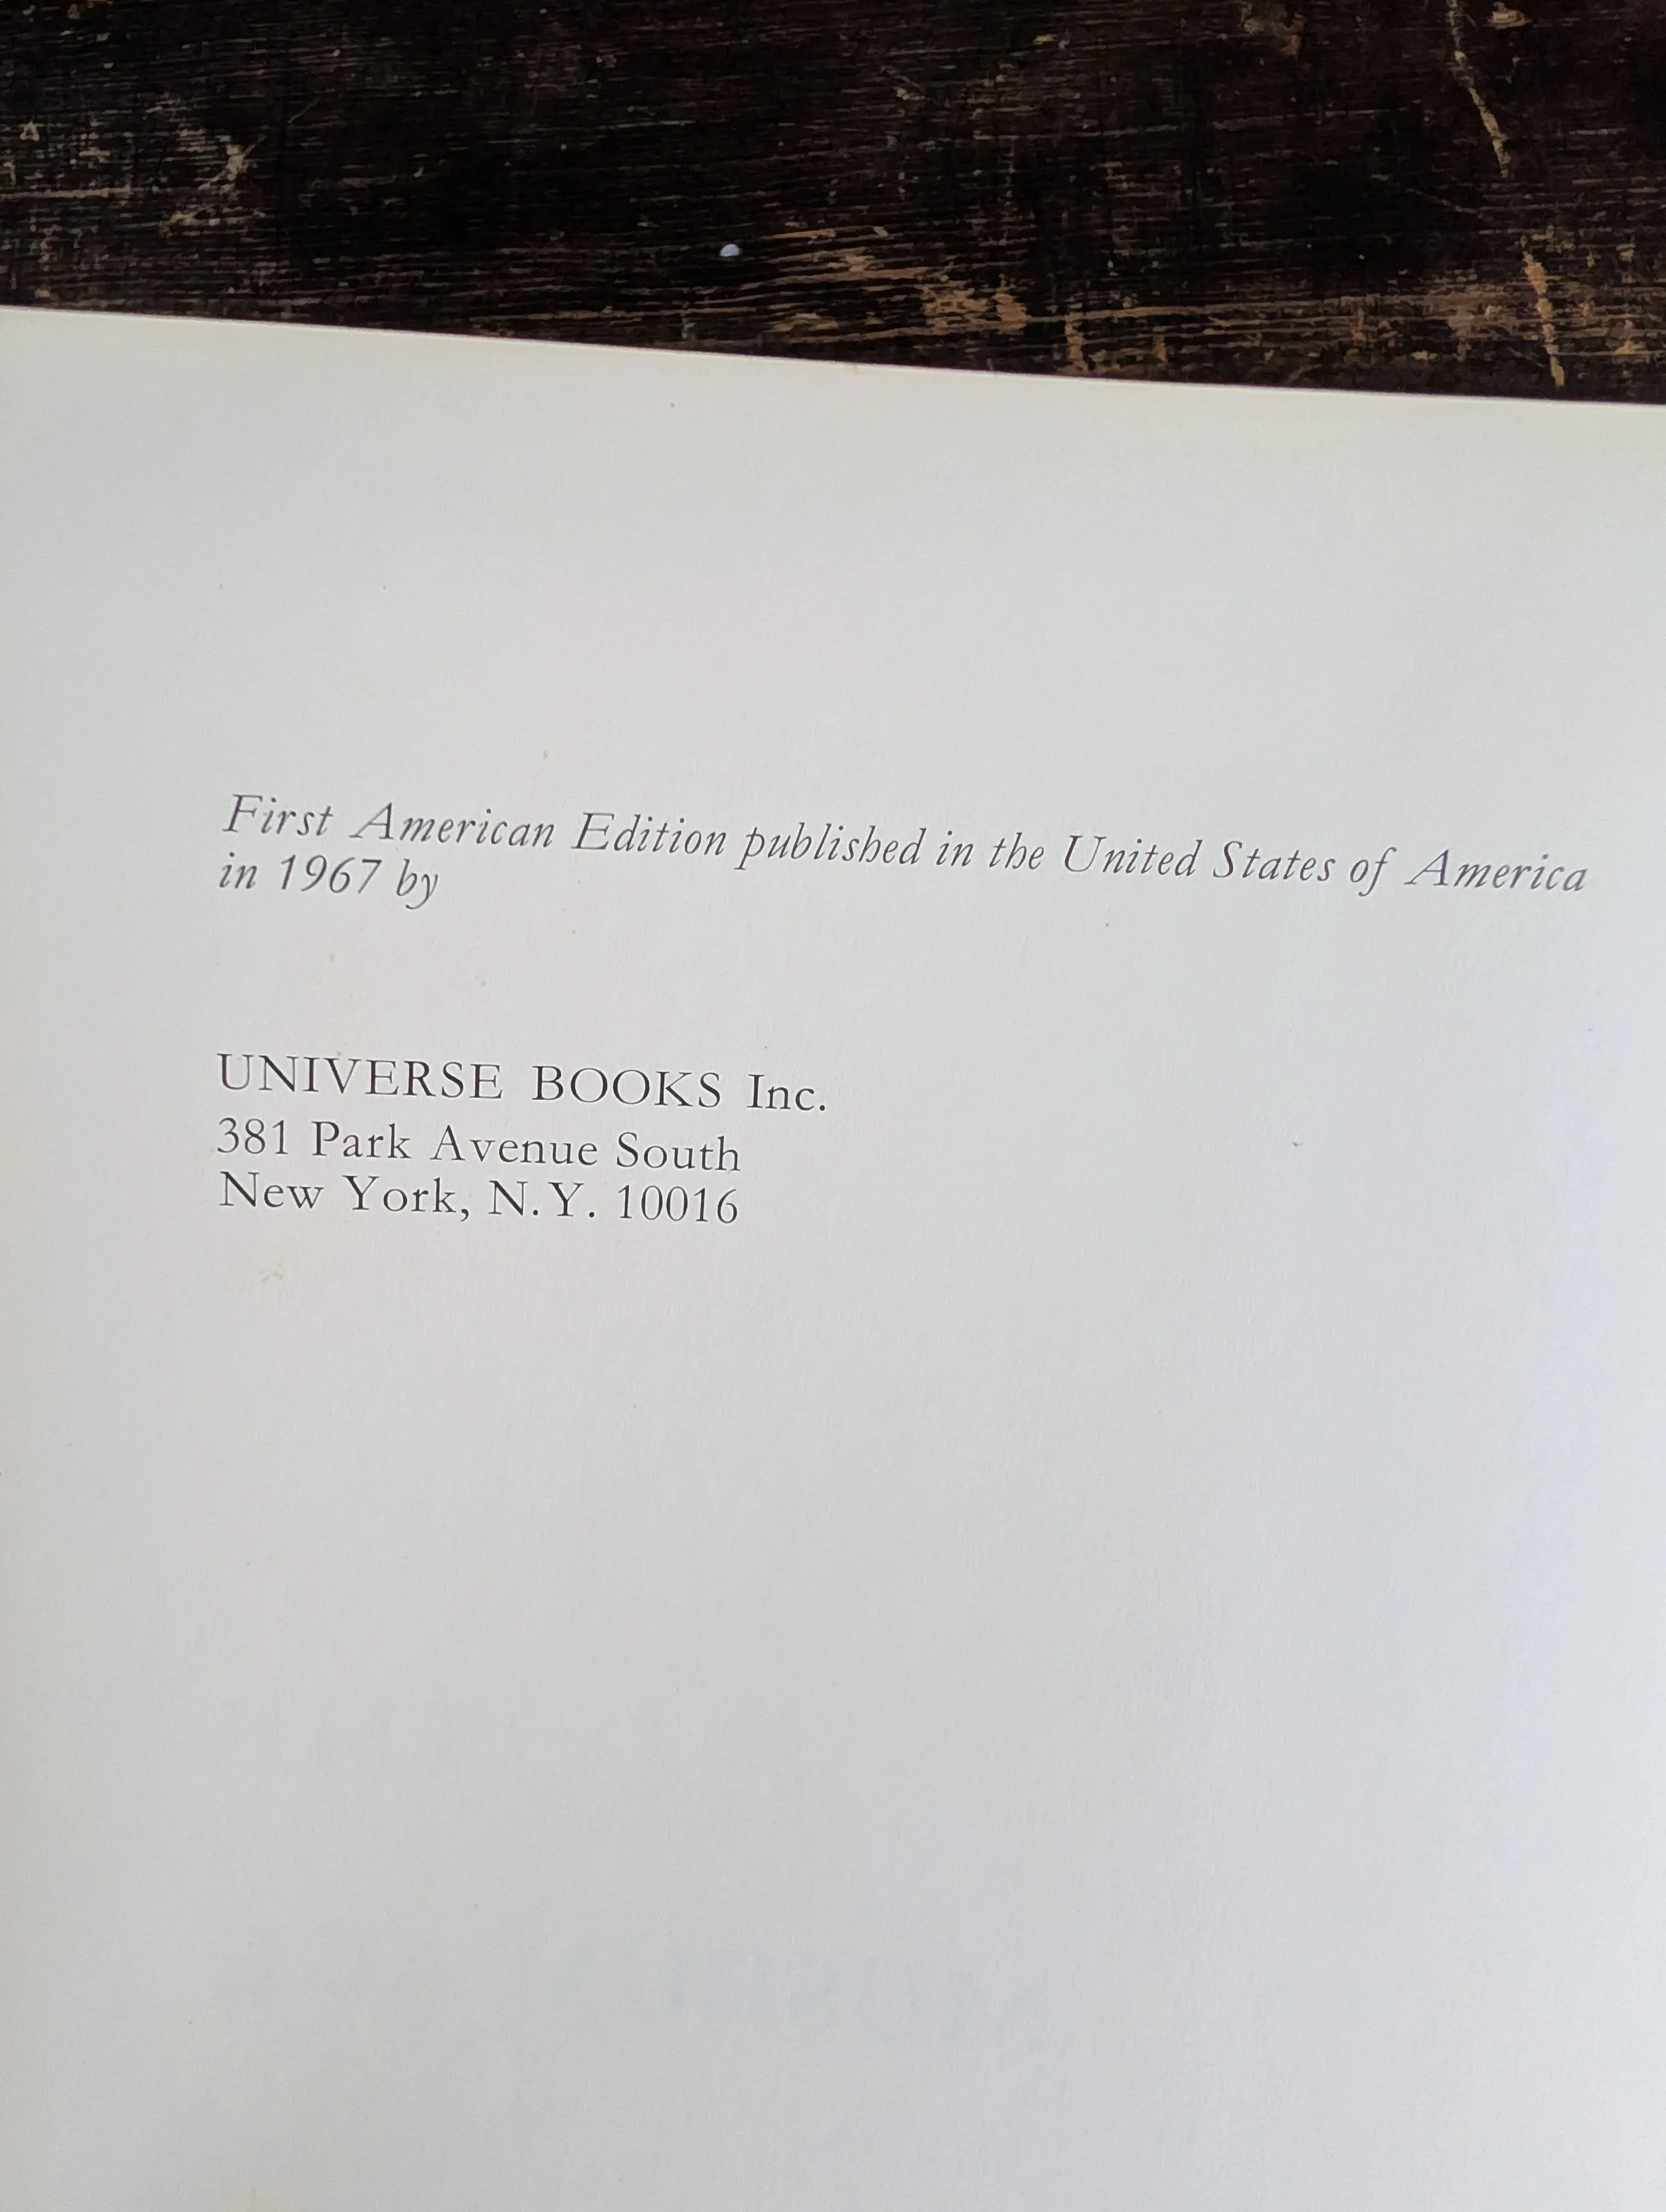 First American Edition published in the United States of America
in 1967 by
UNIVERSE BOOKS Inc.
381 Park Avenue South
New York, N.Y. 10016